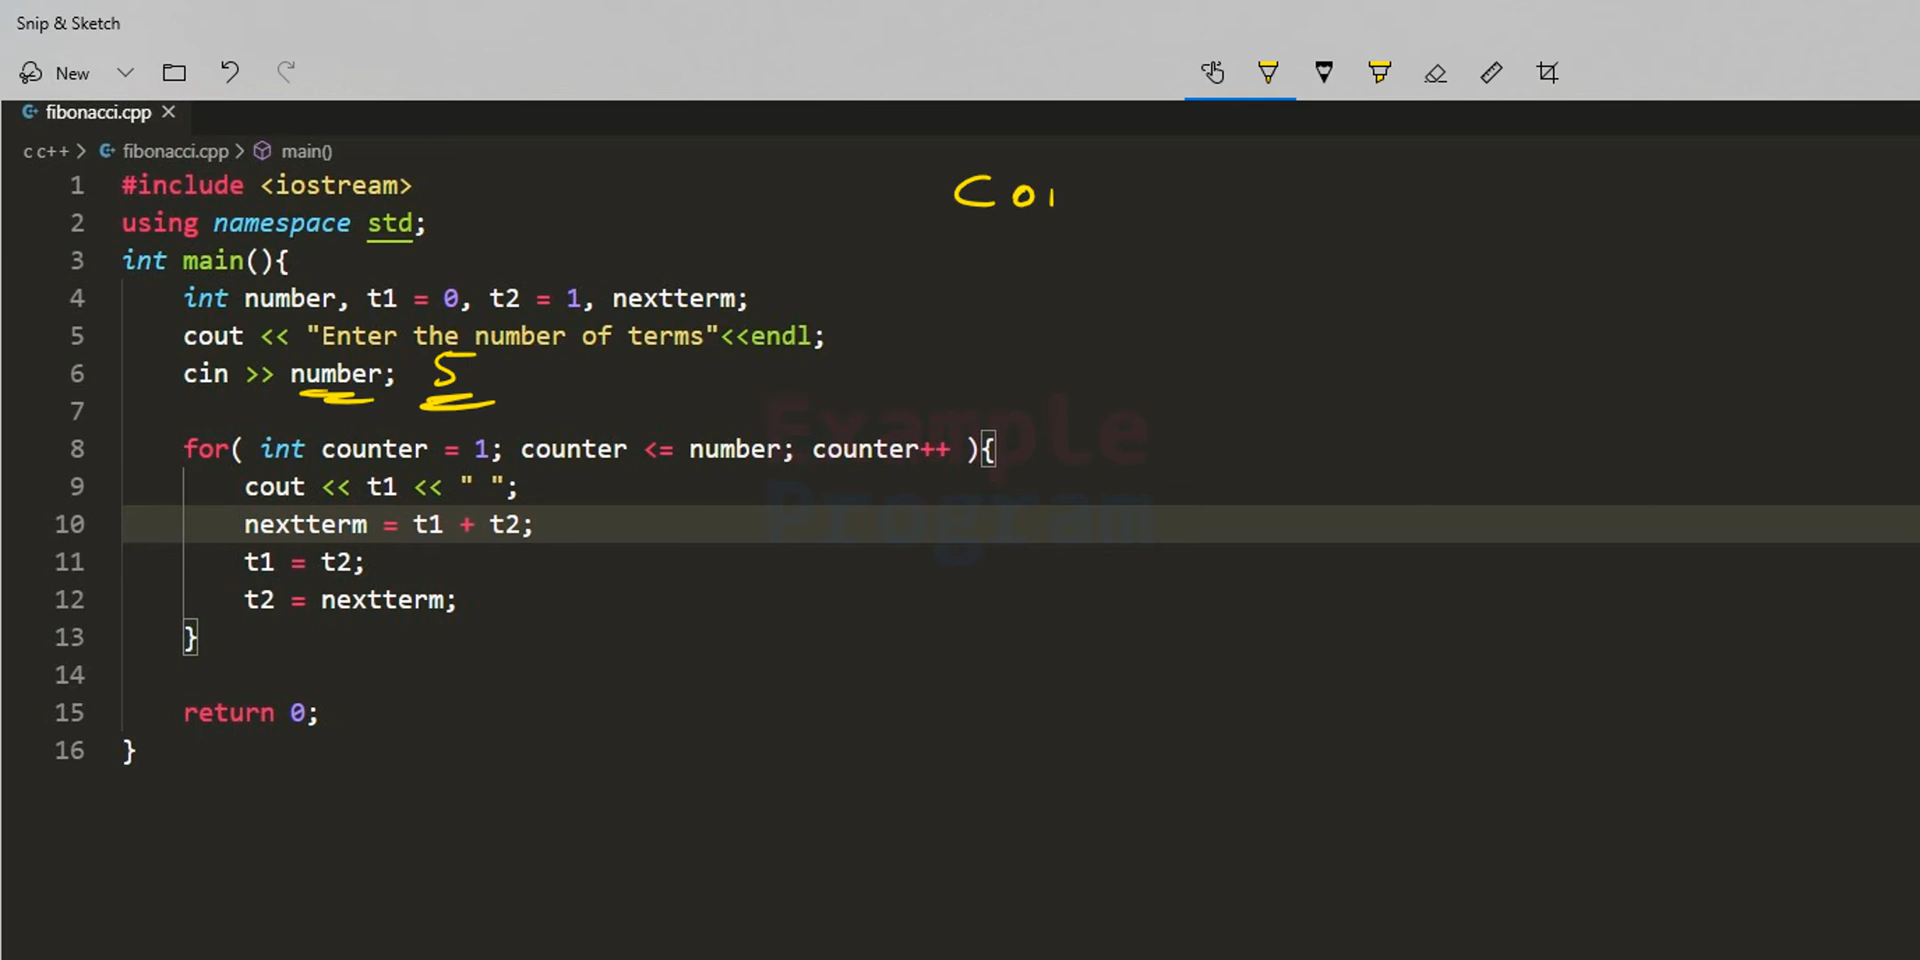 Snip & Sketch
New
fibonacci.cpp
c c++ > fibonacci.cpp > main()
1 #include <iostream>
2 using namespace std;
3 int main(){
4 int number, t1 = 0, t2 = 1, nextterm;
5 cout << "Enter the number of terms"<<endl;
6 cin >> number; 5
7
8 for( int counter = 1; counter <= number; counter++ ){
9 cout << t1 << " ";
10 nextterm = t1 + t2;
11 t1 = t2;
12 t2 = nextterm;
13 }
14
15 return 0;
16 }
Example
Program